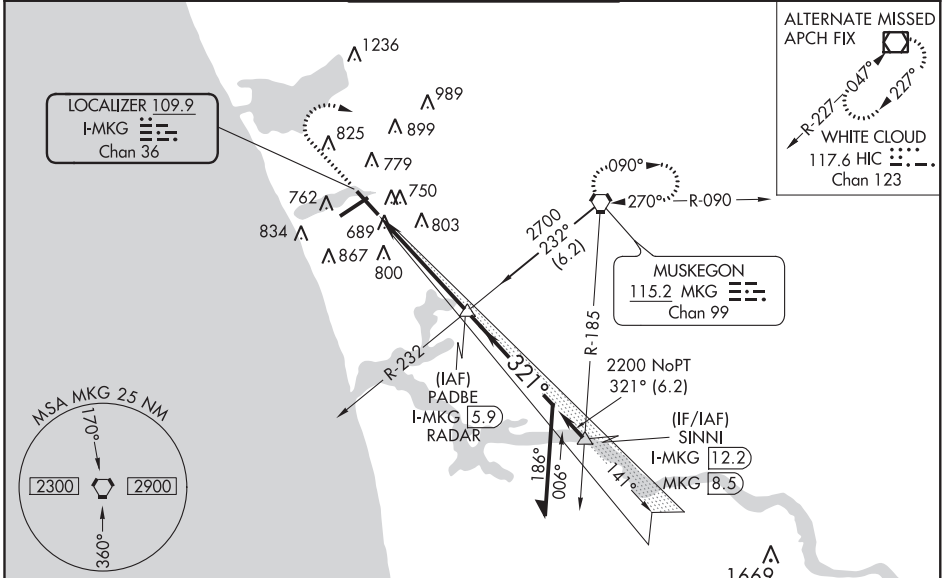 1236
989
899
825
779
762
750
803
689
834
867
800
LOCALIZER 109.9
I-MKG
Chan 36
ALTERNATE MISSED
APCH FIX
R-227
047°
227°
WHITE CLOUD
117.6 HIC
Chan 123
090°
270°
R-090
2700
232°
(6.2)
MUSKEGON
115.2 MKG
Chan 99
R-185
R-232
(IAF)
PADBE
I-MKG 5.9
RADAR
321°
2200 NoPT
321° (6.2)
(IF/IAF)
SINNI
I-MKG 12.2
MKG 8.5
186°
006°
141°
MSA MKG 25 NM
170°
2300
2900
360°
1669